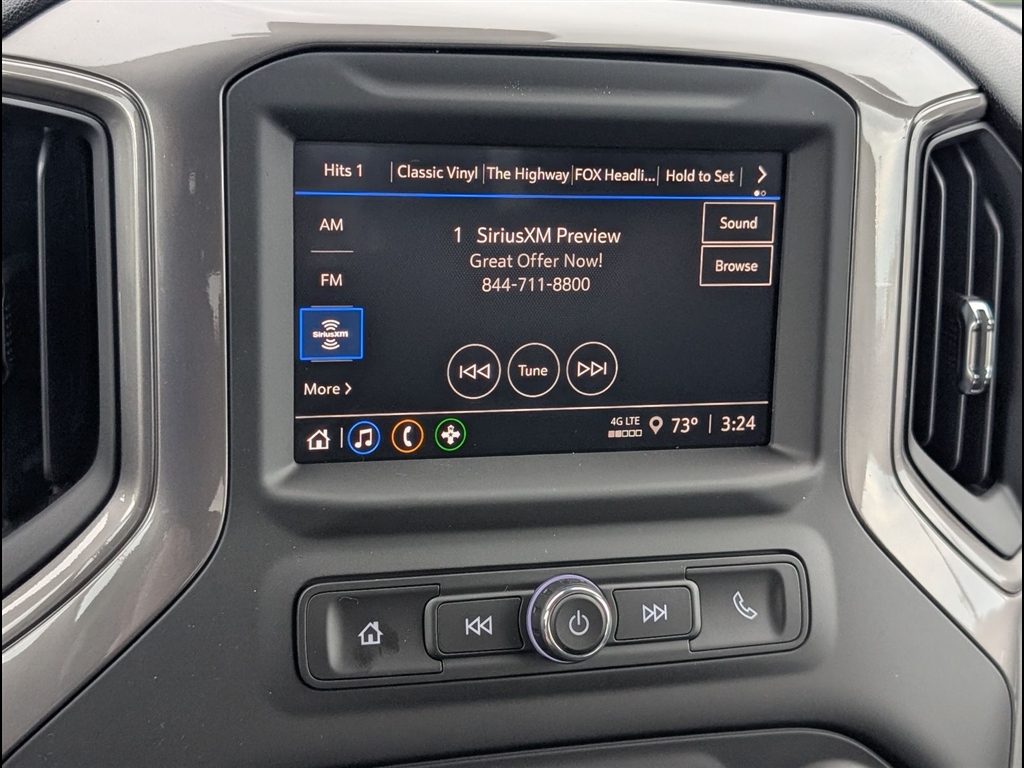 Hits 1 Classic Vinyl The Highway FOX Headli... Hold to Set
AM
1 SiriusXM Preview
Sound
Great Offer Now!
Browse
FM
844-711-8800
SiriusXM
Tune
More
4G LTE
73° 3:24